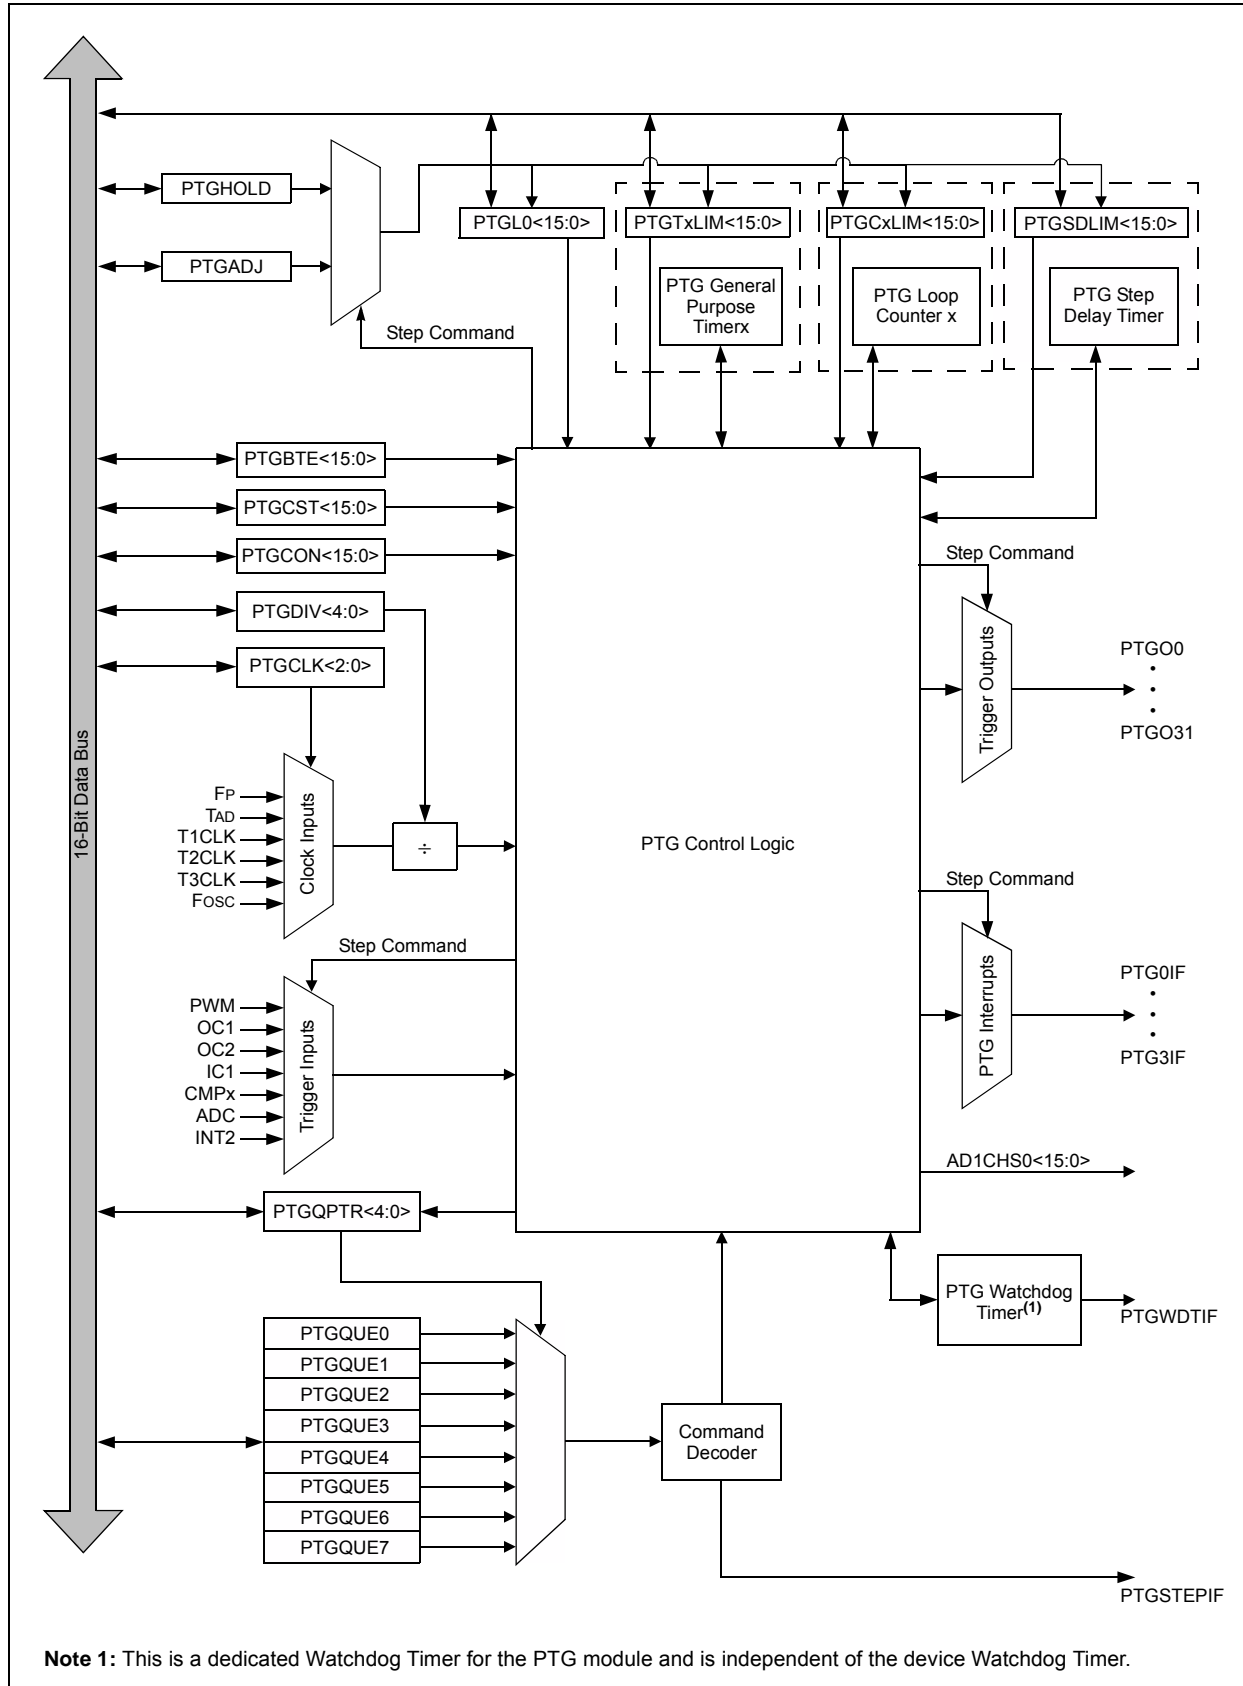 PTGHOLD
PTGADJ
PTGL0<15:0>
PTGTxLIM<15:0>
PTGCxLIM<15:0>
PTGSDLIM<15:0>
PTG General
Purpose
Timerx
PTG Loop
Counter x
PTG Step
Delay Timer
Step Command
PTGBTE<15:0>
PTGCST<15:0>
PTGCON<15:0>
PTGDIV<4:0>
PTGCLK<2:0>
16-Bit Data Bus
FP
TAD
T1CLK
T2CLK
T3CLK
FOSC
Clock Inputs
÷
PTG Control Logic
Step Command
Trigger Outputs
PTGO0
•
•
•
PTGO31
Step Command
PTG Interrupts
PTG0IF
•
•
•
PTG3IF
Step Command
PWM
OC1
OC2
IC1
CMPx
ADC
INT2
Trigger Inputs
AD1CHS0<15:0>
PTGQPTR<4:0>
PTG Watchdog
Timer(1)
PTGWDTIF
PTGQUE0
PTGQUE1
PTGQUE2
PTGQUE3
PTGQUE4
PTGQUE5
PTGQUE6
PTGQUE7
Command
Decoder
PTGSTEPIF
Note 1: This is a dedicated Watchdog Timer for the PTG module and is independent of the device Watchdog Timer.